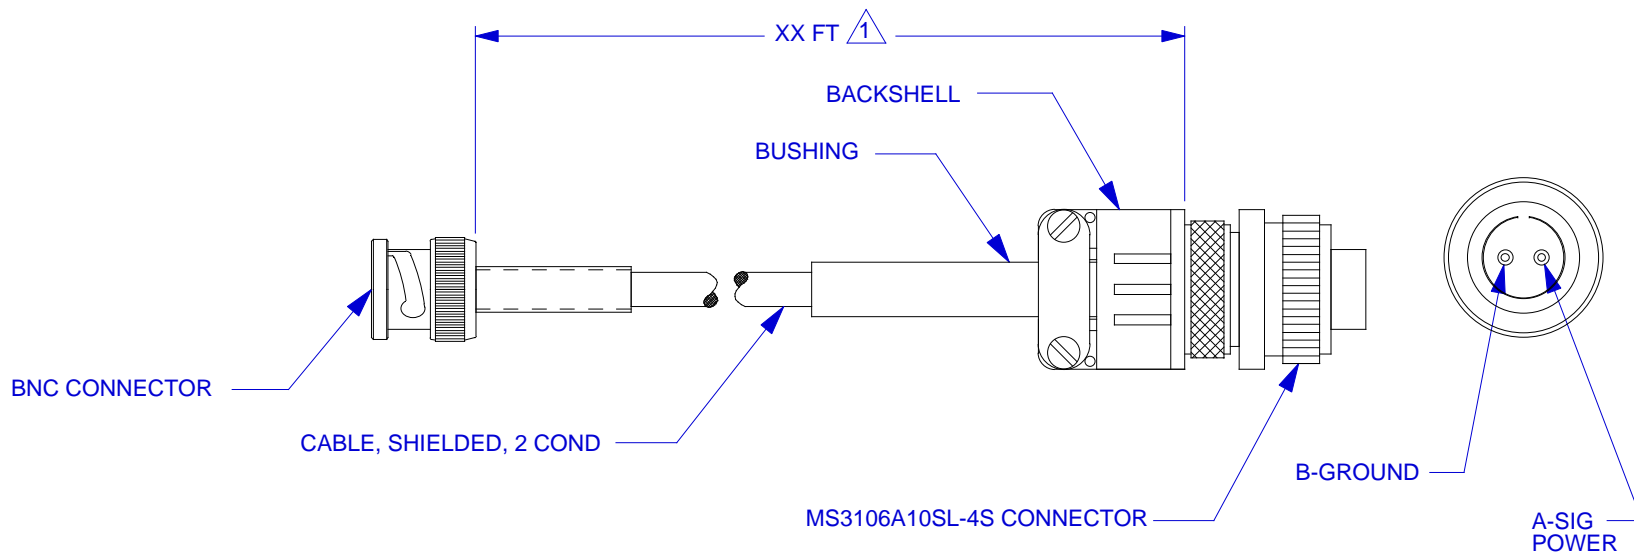 XX FT 1
BACKSHELL
BUSHING
BNC CONNECTOR
CABLE, SHIELDED, 2 COND
B-GROUND
MS3106A10SL-4S CONNECTOR
A-SIG
POWER